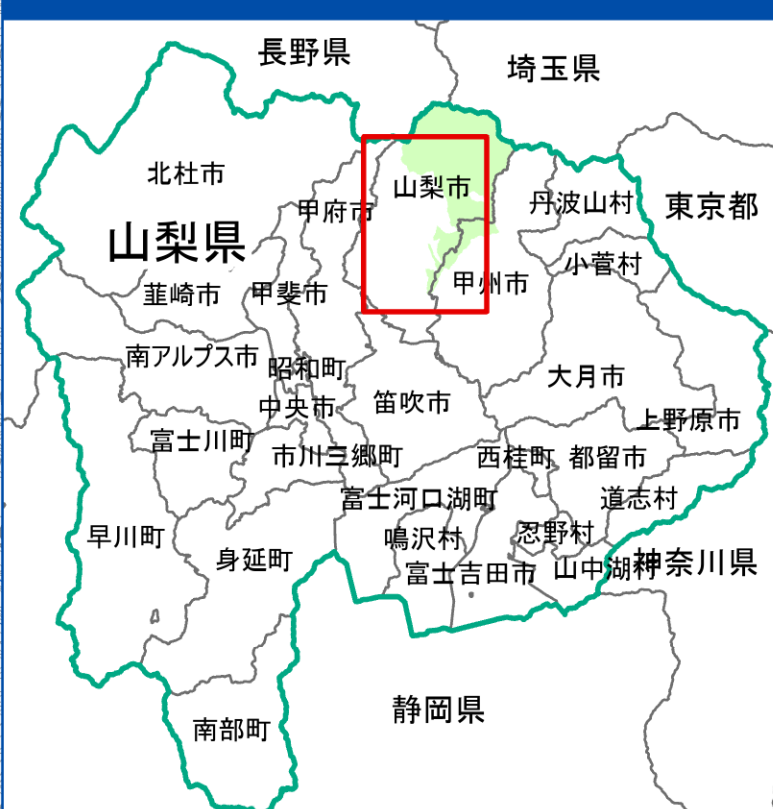 長野県
埼玉県
北杜市
山梨市
甲府市
丹波山村
東京都
山梨県
小菅村
甲州市
韮崎市
甲斐市
南アルプス市
昭和町
大月市
中央市
笛吹市
上野原市
富士川町
市川三郷町
西桂町
都留市
富士河口湖町
道志村
早川町
鳴沢村
忍野村
身延町
富士吉田市
山中湖村
神奈川県
静岡県
南部町